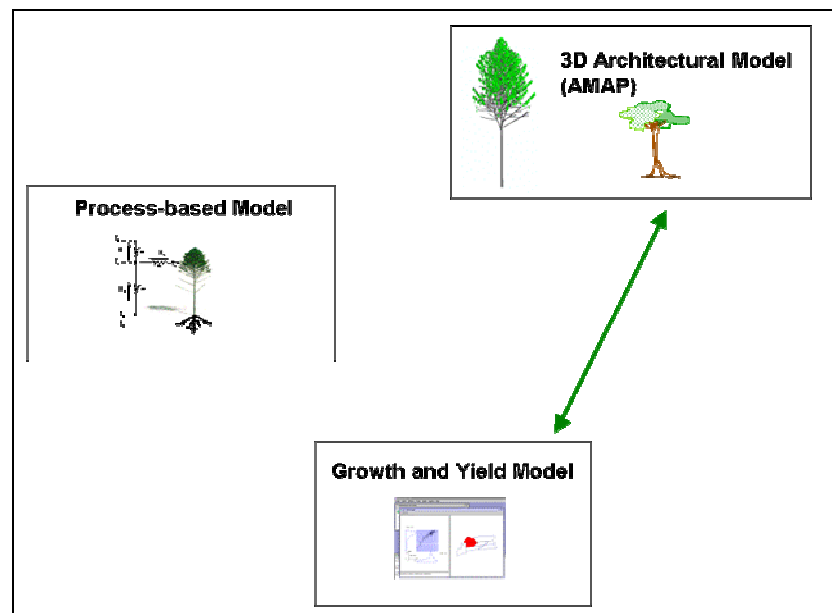 3D Architectural Model
(AMAP)
Process-based Model
Growth and Yield Model